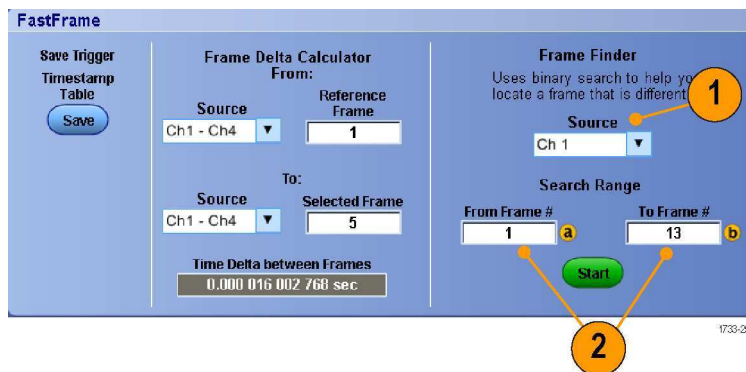 FastFrame
Save Trigger
Timestamp
Table
Save
Frame Delta Calculator
From:
Source
Reference
Frame
Ch1 - Ch4
1
To:
Source
Selected Frame
Ch1 - Ch4
5
Time Delta between Frames
0.000 016 002 768 sec
Frame Finder
Uses binary search to help
locate a frame that is different
1
Source
Ch 1
Search Range
From Frame #
To Frame #
1
a
13
b
Start
2